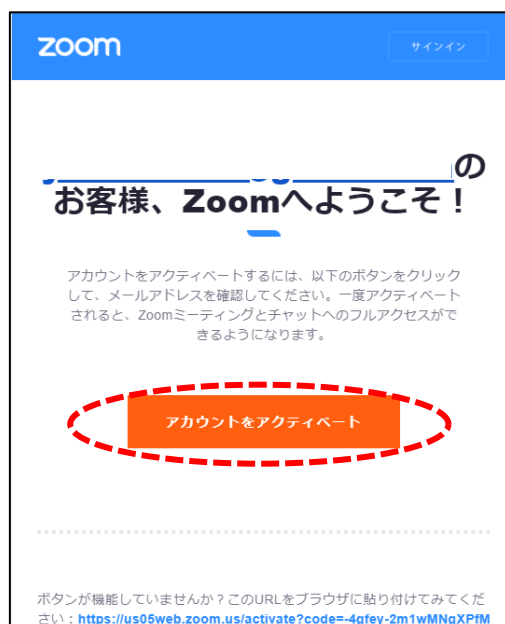 zoom
サインイン
の
お客様、Zoomへようこそ！
アカウントをアクティベートするには、以下のボタンをクリック
して、メールアドレスを確認してください。一度アクティベート
されると、Zoomミーティングとチャットへのフルアクセスがで
きるようになります。
アカウントをアクティベート
ボタンが機能していませんか？このURLをブラウザに貼り付けてみてくだ
さい：https://us05web.zoom.us/activate?code=-4gfey-2m1wMNgXPfM